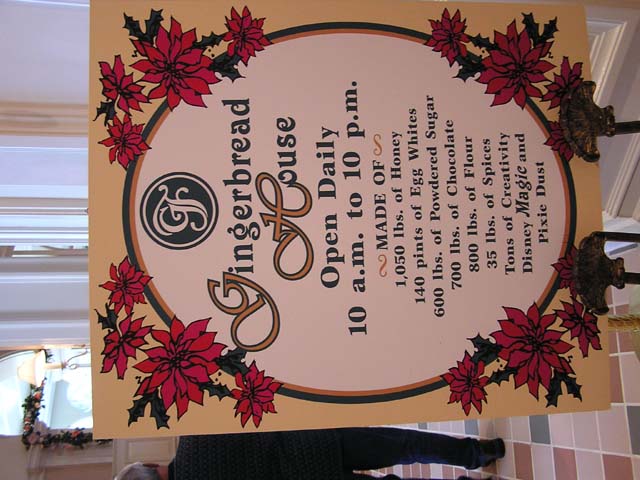 GF
Gingerbread
House
Open Daily
10 a.m. to 10 p.m.
MADE OF
1,050 lbs. of Honey
140 pints of Egg Whites
600 lbs. of Powdered Sugar
700 lbs. of Chocolate
800 lbs. of Flour
35 lbs. of Spices
Tons of Creativity
Disney Magic and
Pixie Dust